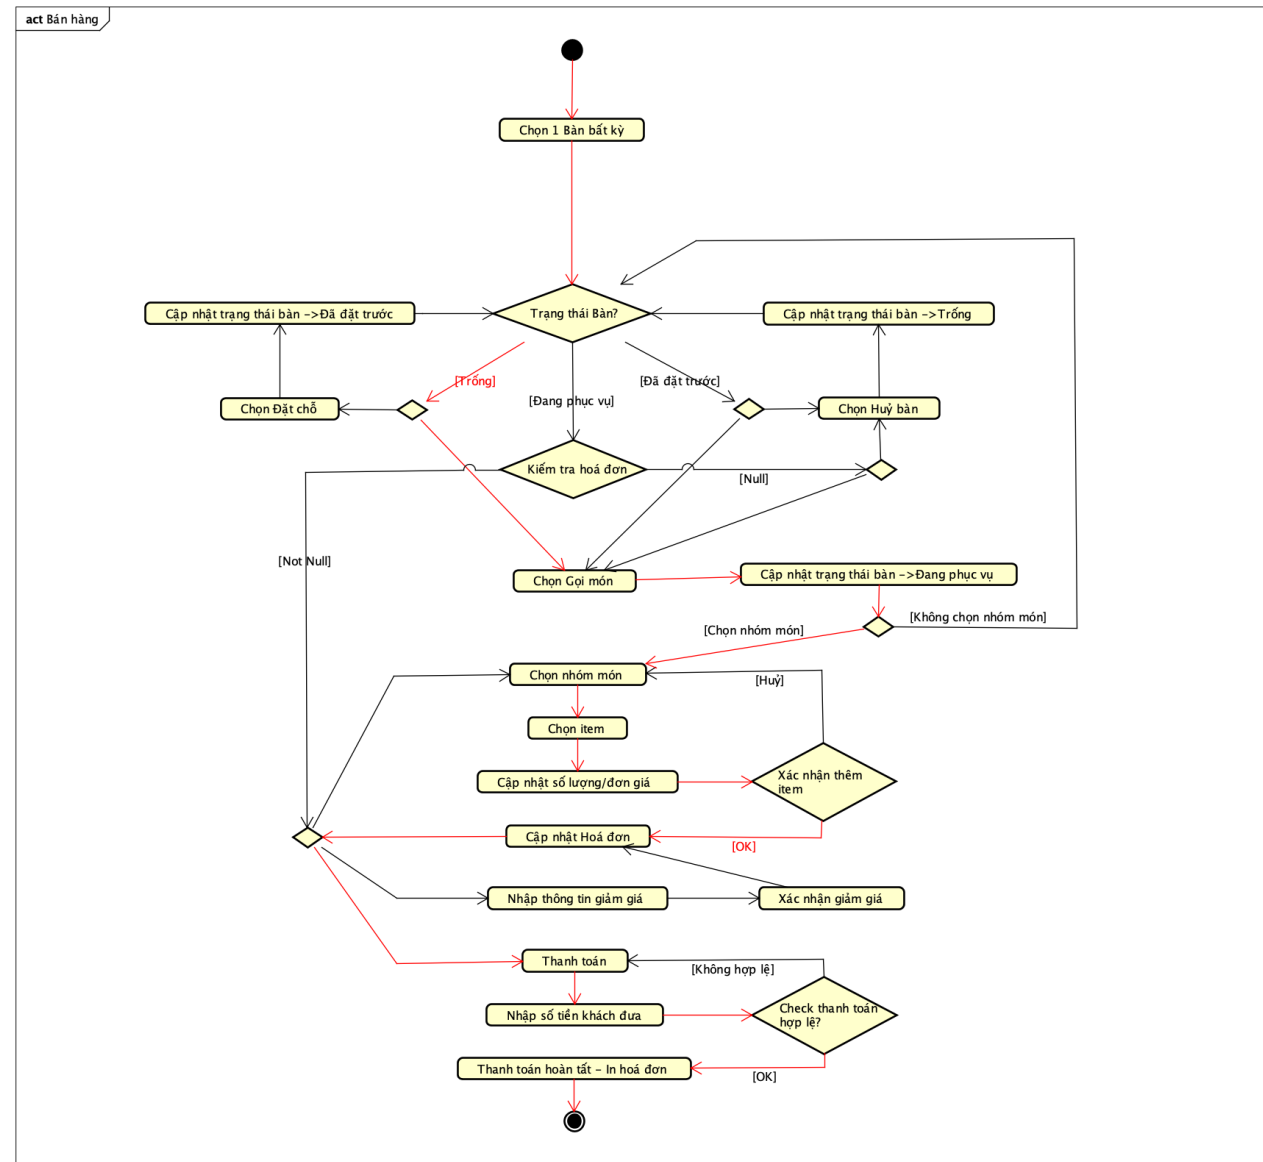 act Bán hàng
Chọn 1 Bàn bất kỳ
Cập nhật trạng thái bàn ->Đã đặt trước
Trạng thái Bàn?
Cập nhật trạng thái bàn ->Trống
[Trống]
[Đã đặt trước]
[Đang phục vụ]
Chọn Đặt chỗ
Chọn Huỷ bàn
Kiểm tra hoá đơn
[Null]
[Not Null]
Chọn Gọi món
Cập nhật trạng thái bàn ->Đang phục vụ
[Không chọn nhóm món]
[Chọn nhóm món]
Chọn nhóm món
[Huỷ]
Chọn item
Cập nhật số lượng/đơn giá
Xác nhận thêm
item
Cập nhật Hoá đơn
[OK]
Nhập thông tin giảm giá
Xác nhận giảm giá
Thanh toán
[Không hợp lệ]
Nhập số tiền khách đưa
Check thanh toán
hợp lệ?
Thanh toán hoàn tất – In hoá đơn
[OK]